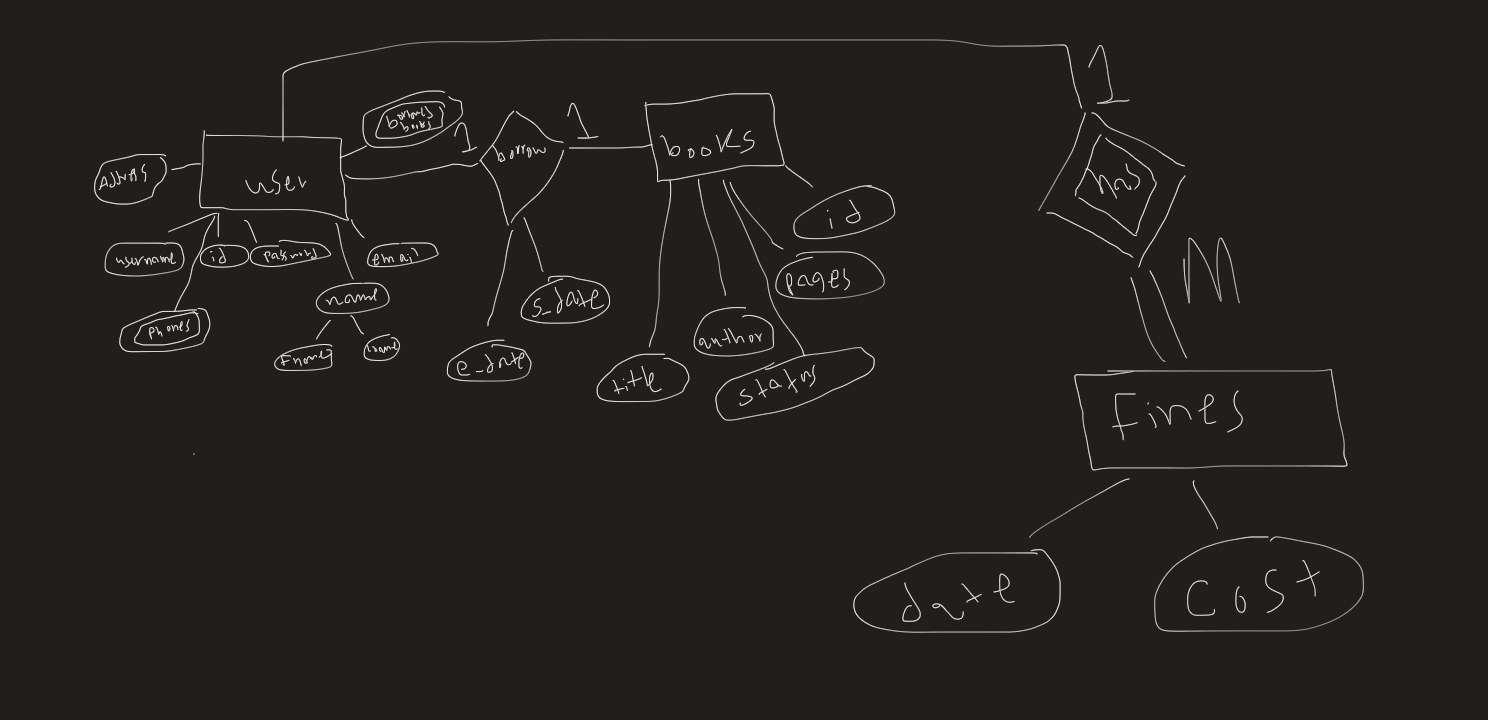 1
borrowed
books
1
1
borrow
books
has
user
Address
id
M
username
id
password
email
pages
name
s_date
phones
author
Fname
lname
e_date
title
status
Fines
date
cost